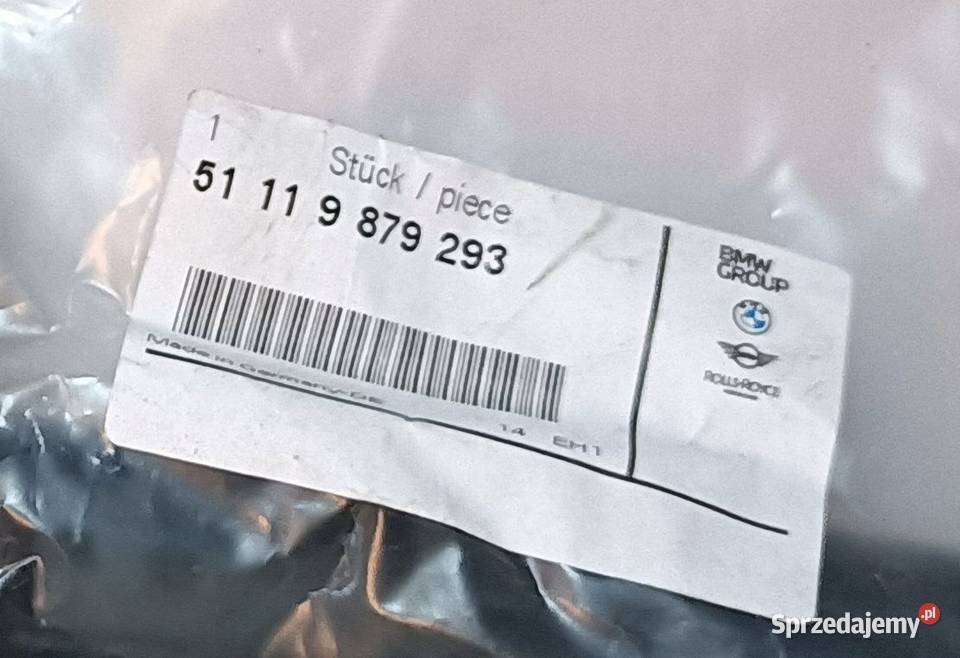 1
Stück / piece
51 11 9 879 293
Made in Germany-DE
14 EH1
BMW
GROUP
ROLLS-ROYCE
Sprzedajemy.pl